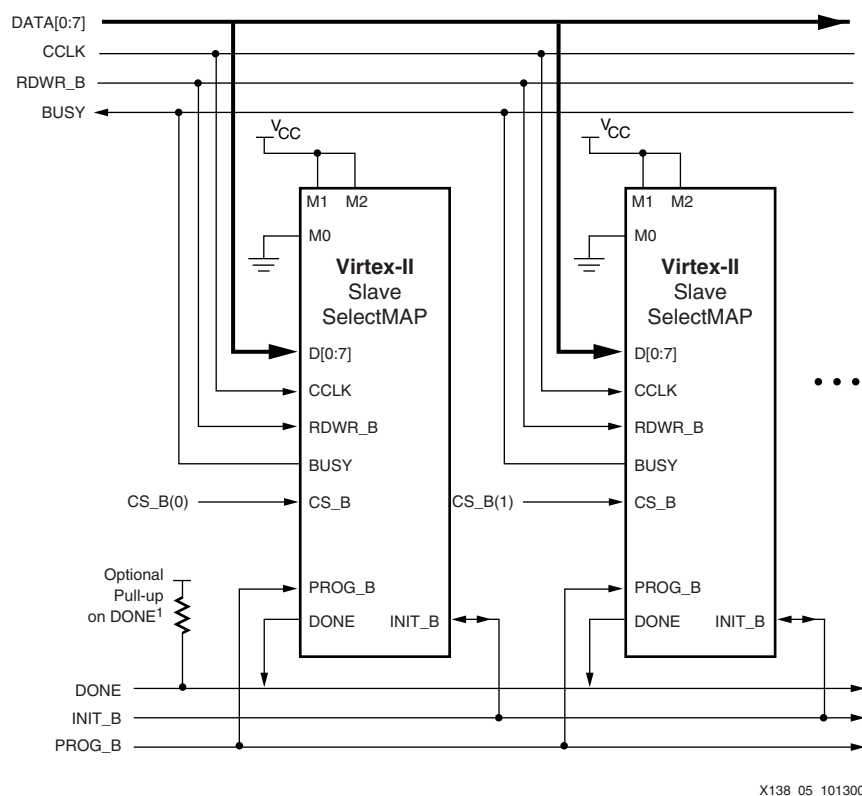 DATA[0:7]
CCLK
RDWR_B
BUSY
VCC
VCC
M1 M2
M0
Virtex-II
Slave
SelectMAP
D[0:7]
CCLK
RDWR_B
BUSY
CS_B(0)
CS_B
PROG_B
DONE INIT_B
M1 M2
M0
Virtex-II
Slave
SelectMAP
D[0:7]
CCLK
RDWR_B
BUSY
CS_B(1)
CS_B
PROG_B
DONE INIT_B
• • •
Optional
Pull-up
on DONE1
DONE
INIT_B
PROG_B
X138_05_101300